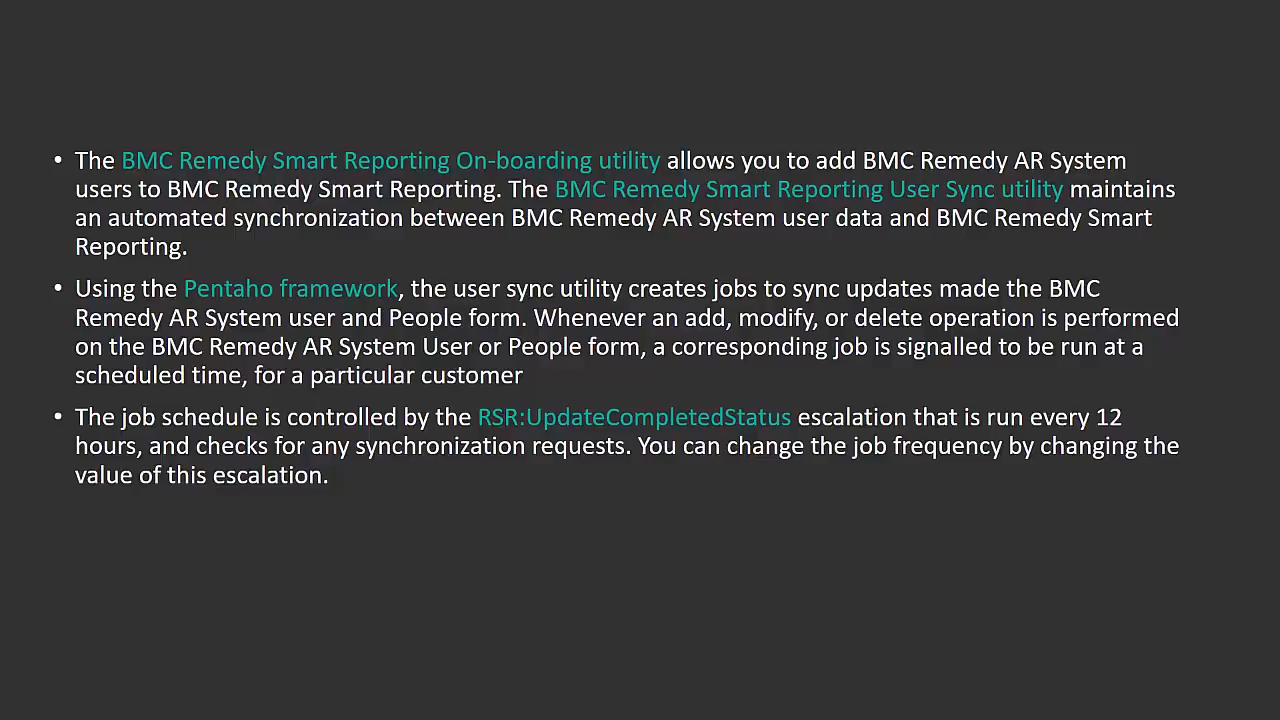 • The BMC Remedy Smart Reporting On-boarding utility allows you to add BMC Remedy AR System
users to BMC Remedy Smart Reporting. The BMC Remedy Smart Reporting User Sync utility maintains
an automated synchronization between BMC Remedy AR System user data and BMC Remedy Smart
Reporting.
• Using the Pentaho framework, the user sync utility creates jobs to sync updates made the BMC
Remedy AR System user and People form. Whenever an add, modify, or delete operation is performed
on the BMC Remedy AR System User or People form, a corresponding job is signalled to be run at a
scheduled time, for a particular customer
• The job schedule is controlled by the RSR:UpdateCompletedStatus escalation that is run every 12
hours, and checks for any synchronization requests. You can change the job frequency by changing the
value of this escalation.